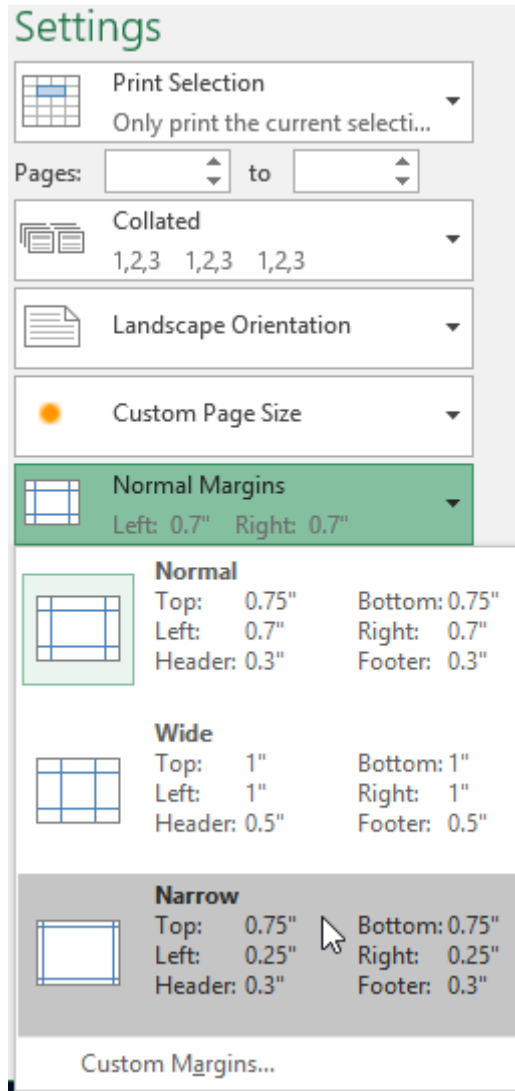 Settings
Print Selection
Only print the current selecti...
Pages: to
Collated
1,2,3 1,2,3 1,2,3
Landscape Orientation
Custom Page Size
Normal Margins
Left: 0.7" Right: 0.7"
Normal
Top: 0.75" Bottom: 0.75"
Left: 0.7" Right: 0.7"
Header: 0.3" Footer: 0.3"
Wide
Top: 1" Bottom: 1"
Left: 1" Right: 1"
Header: 0.5" Footer: 0.5"
Narrow
Top: 0.75" Bottom: 0.75"
Left: 0.25" Right: 0.25"
Header: 0.3" Footer: 0.3"
Custom Margins...